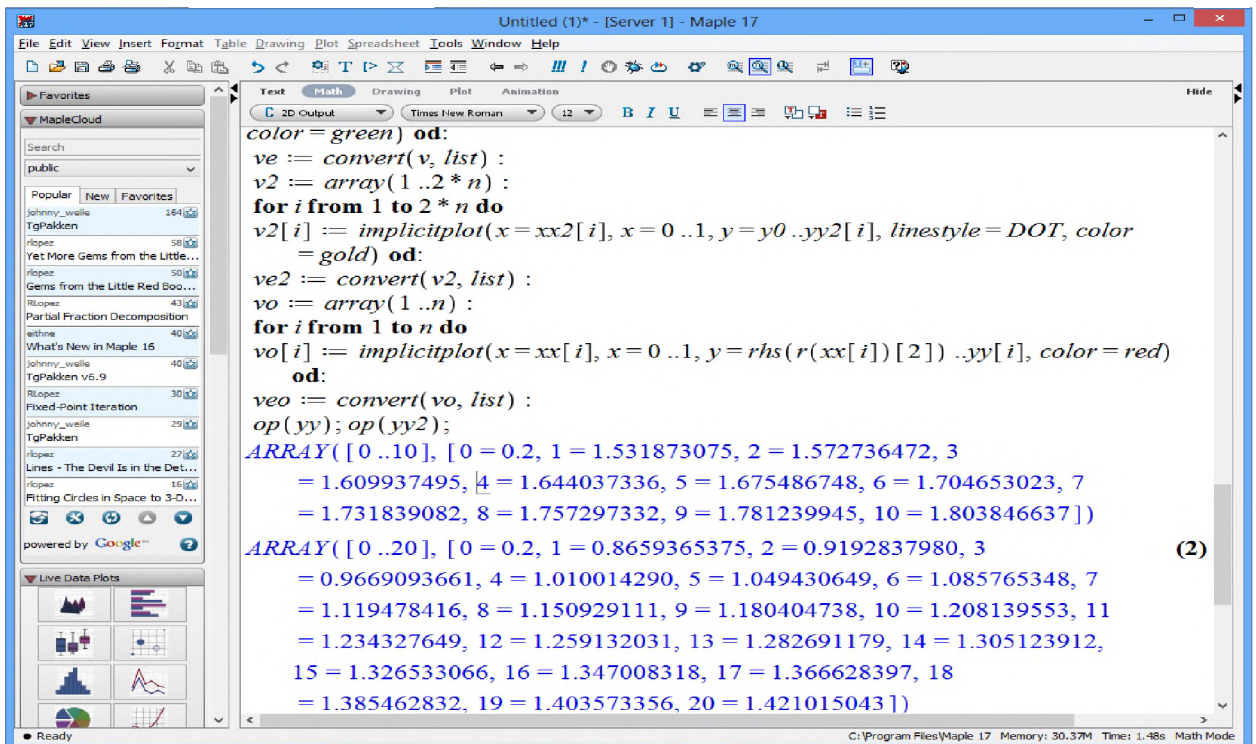 Untitled (1)* - [Server 1] - Maple 17
File Edit View Insert Format Table Drawing Plot Spreadsheet Tools Window Help
Favorites
MapleCloud
Search
public
Popular New Favorites
johnny_welle 164
TgPakken
rlopez 58
Yet More Gems from the Little...
rlopez 50
Gems from the Little Red Boo...
RLopez 43
Partial Fraction Decomposition
eithne 40
What's New in Maple 16
johnny_welle 40
TgPakken v6.9
RLopez 30
Fixed-Point Iteration
johnny_welle 29
TgPakken
rlopez 27
Lines - The Devil Is in the Det...
rlopez 16
Fitting Circles in Space to 3-D...
powered by Google™
Live Data Plots
Text Math Drawing Plot Animation Hide
C 2D Output Times New Roman 12 B I U
color = green) od:
ve := convert(v, list) :
v2 := array(1 ..2 * n) :
for i from 1 to 2 * n do
v2[i] := implicitplot(x = xx2[i], x = 0 ..1, y = y0 ..yy2[i], linestyle = DOT, color
= gold) od:
ve2 := convert(v2, list) :
vo := array(1 ..n) :
for i from 1 to n do
vo[i] := implicitplot(x = xx[i], x = 0 ..1, y = rhs(r(xx[i])[2]) ..yy[i], color = red)
od:
veo := convert(vo, list) :
op(yy); op(yy2);
ARRAY([0 ..10], [0 = 0.2, 1 = 1.531873075, 2 = 1.572736472, 3
= 1.609937495, 4 = 1.644037336, 5 = 1.675486748, 6 = 1.704653023, 7
= 1.731839082, 8 = 1.757297332, 9 = 1.781239945, 10 = 1.803846637])
ARRAY([0 ..20], [0 = 0.2, 1 = 0.8659365375, 2 = 0.9192837980, 3 (2)
= 0.9669093661, 4 = 1.010014290, 5 = 1.049430649, 6 = 1.085765348, 7
= 1.119478416, 8 = 1.150929111, 9 = 1.180404738, 10 = 1.208139553, 11
= 1.234327649, 12 = 1.259132031, 13 = 1.282691179, 14 = 1.305123912,
15 = 1.326533066, 16 = 1.347008318, 17 = 1.366628397, 18
= 1.385462832, 19 = 1.403573356, 20 = 1.421015043])
Ready
C:\Program Files\Maple 17 Memory: 30.37M Time: 1.48s Math Mode